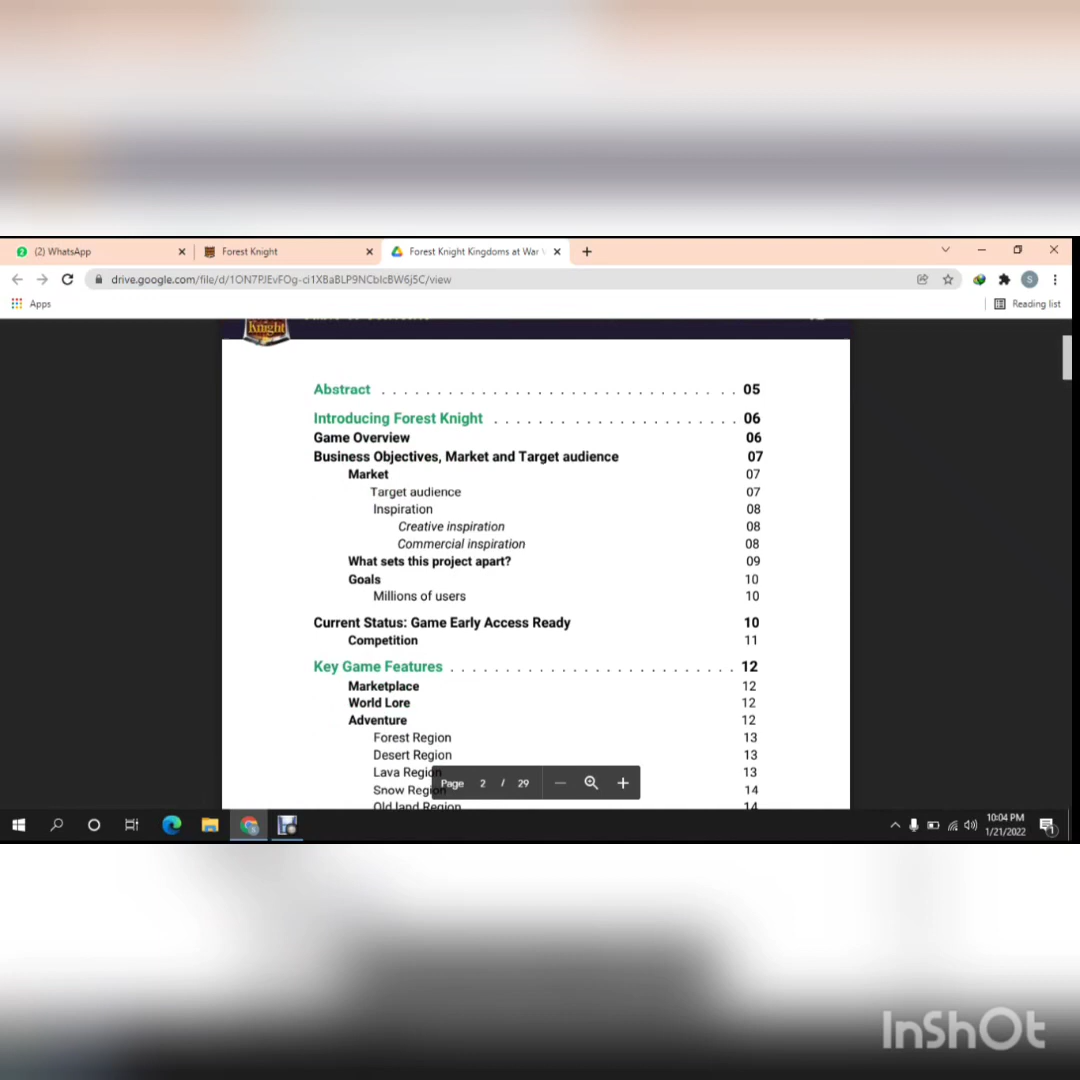 (2) WhatsApp
Forest Knight
Forest Knight Kingdoms at War
drive.google.com/file/d/1ON7PJEvFOg-ci1XBaBLP9NCblcBW6j5C/view
S
Apps
Reading list
Knight
Abstract . . . . . . . . . . . . . . . . . . . . . . . . . . . . . . . . 05
Introducing Forest Knight . . . . . . . . . . . . . . . . . . . . . . 06
Game Overview 06
Business Objectives, Market and Target audience 07
Market 07
Target audience 07
Inspiration 08
Creative inspiration 08
Commercial inspiration 08
What sets this project apart? 09
Goals 10
Millions of users 10
Current Status: Game Early Access Ready 10
Competition 11
Key Game Features . . . . . . . . . . . . . . . . . . . . . . . . . . 12
Marketplace 12
World Lore 12
Adventure 12
Forest Region 13
Desert Region 13
Lava Region 13
Snow Region 14
Old land Region 14
Page 2 / 29
10:04 PM
1/21/2022
1
InShOt